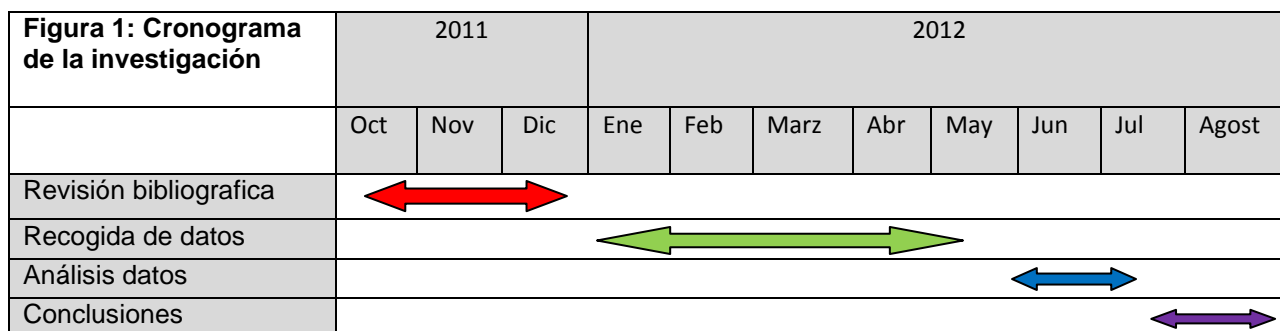 Figura 1: Cronograma
de la investigación
2011
2012
Oct Nov Dic Ene Feb Marz Abr May Jun Jul Agost
Revisión bibliografica
Recogida de datos
Análisis datos
Conclusiones